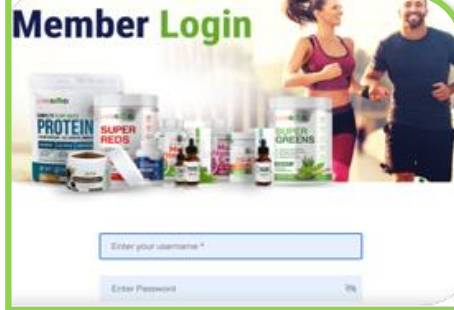 Member Login
PROTEIN
SUPER
REDS
SUPER
GREENS
Enter your username *
Enter Password